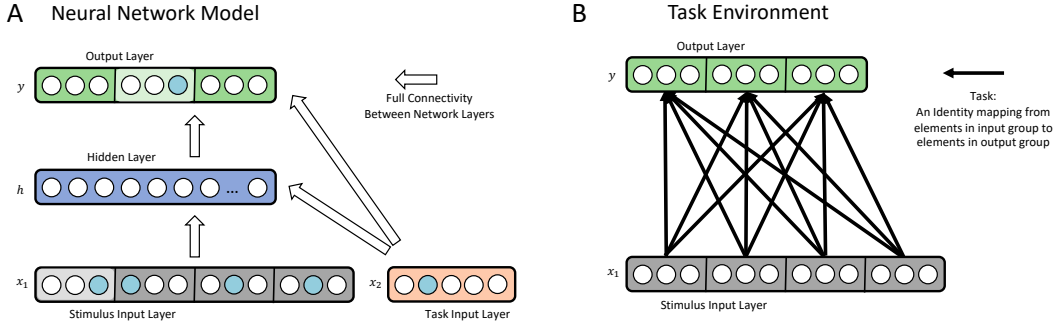 A Neural Network Model
Output Layer
y
Full Connectivity
Between Network Layers
Hidden Layer
h
...
x₁
Stimulus Input Layer
x₂
Task Input Layer
B Task Environment
Output Layer
y
Task:
An Identity mapping from
elements in input group to
elements in output group
x₁
Stimulus Input Layer